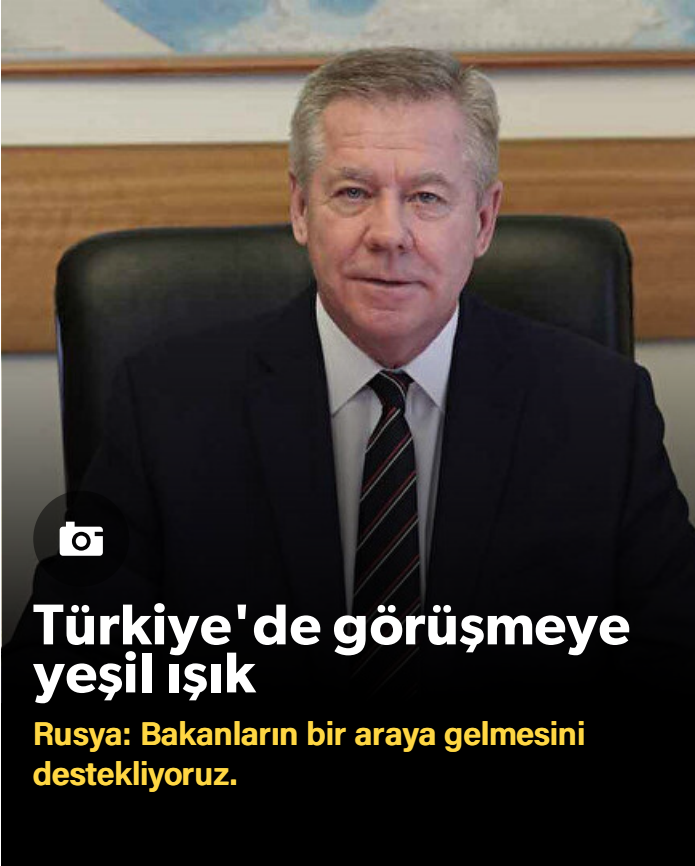 Türkiye'de görüşmeye
yeşil ışık
Rusya: Bakanların bir araya gelmesini
destekliyoruz.